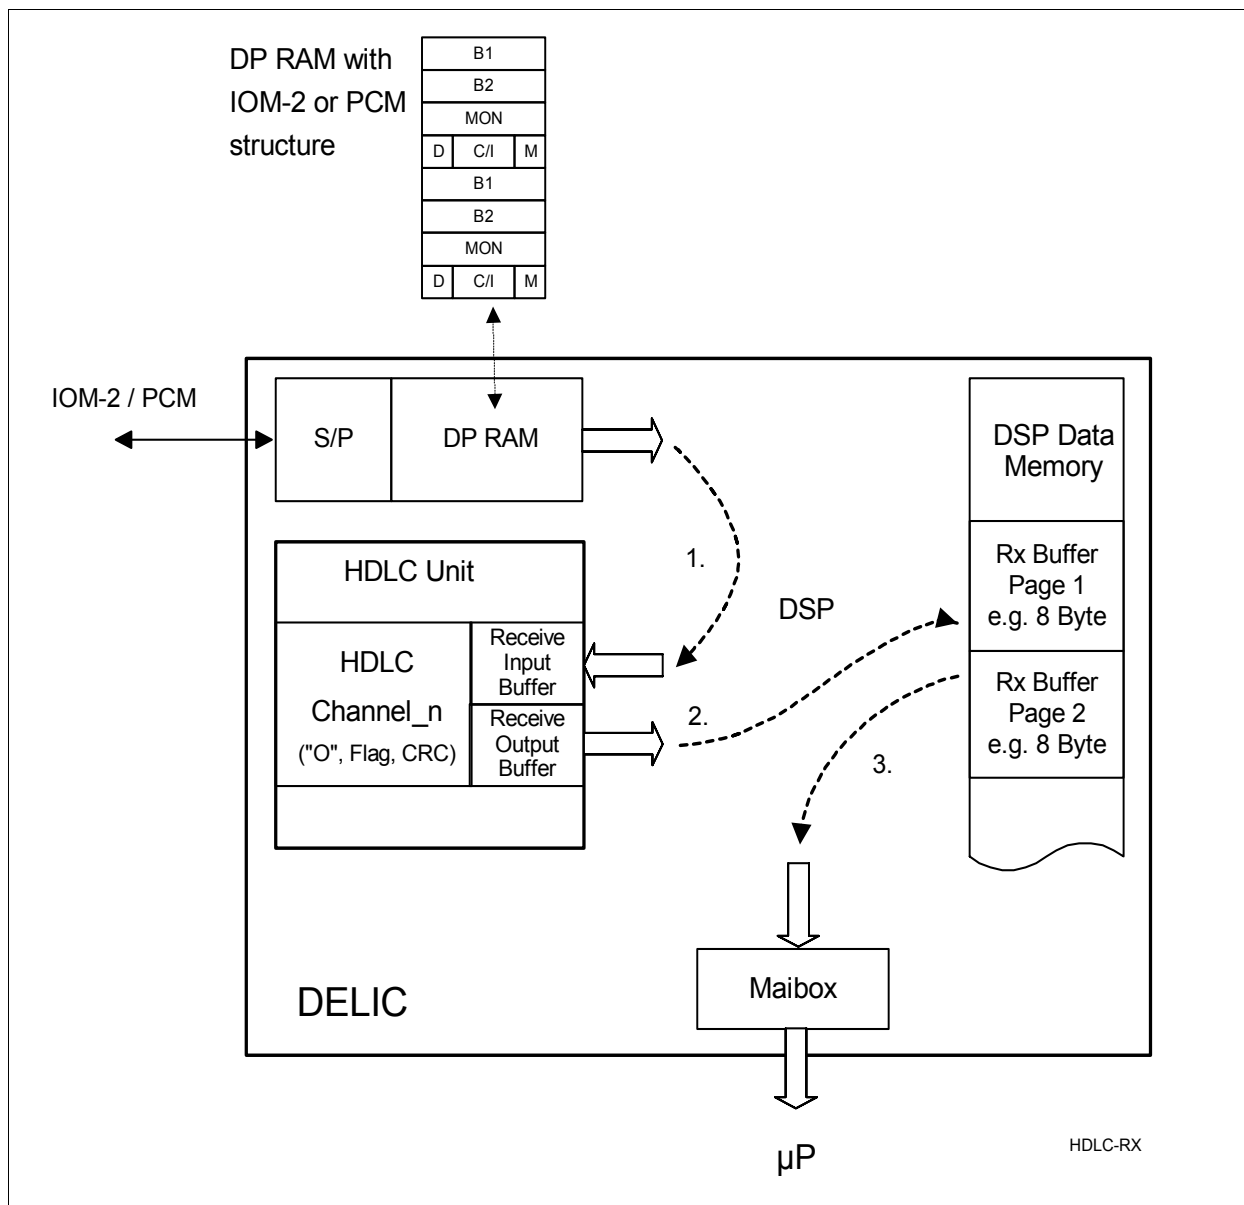 DP RAM with
IOM-2 or PCM
structure
B1
B2
MON
D C/I M
B1
B2
MON
D C/I M
IOM-2 / PCM
S/P
DP RAM
DSP Data
Memory
1.
DSP
HDLC Unit
HDLC
Channel_n
("O", Flag, CRC)
Receive
Input
Buffer
Receive
Output
Buffer
2.
Rx Buffer
Page 1
e.g. 8 Byte
Rx Buffer
Page 2
e.g. 8 Byte
3.
Maibox
DELIC
µP
HDLC-RX